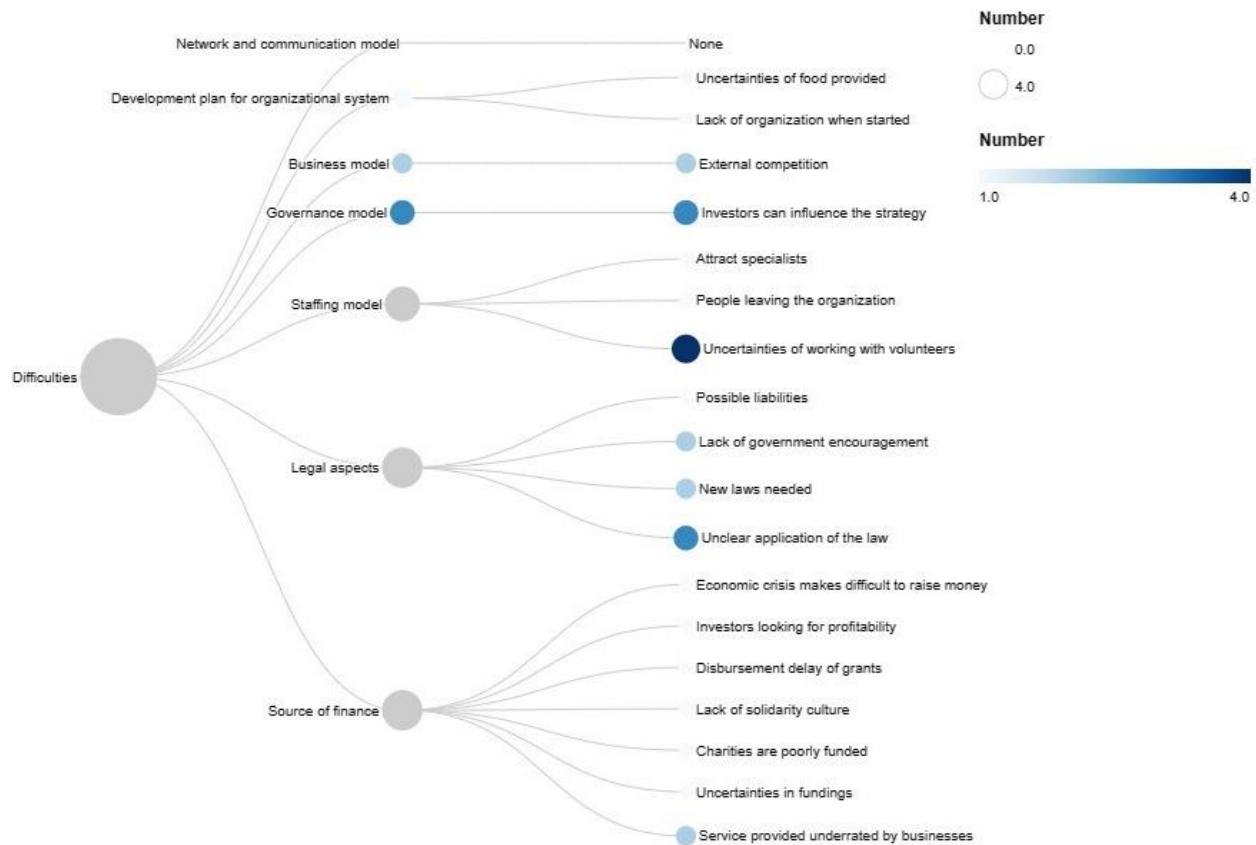 Number
0.0
4.0
Number
1.0 4.0
Network and communication model
None
Development plan for organizational system
Uncertainties of food provided
Lack of organization when started
Business model
External competition
Governance model
Investors can influence the strategy
Staffing model
Attract specialists
People leaving the organization
Uncertainties of working with volunteers
Difficulties
Legal aspects
Possible liabilities
Lack of government encouragement
New laws needed
Unclear application of the law
Source of finance
Economic crisis makes difficult to raise money
Investors looking for profitability
Disbursement delay of grants
Lack of solidarity culture
Charities are poorly funded
Uncertainties in fundings
Service provided underrated by businesses